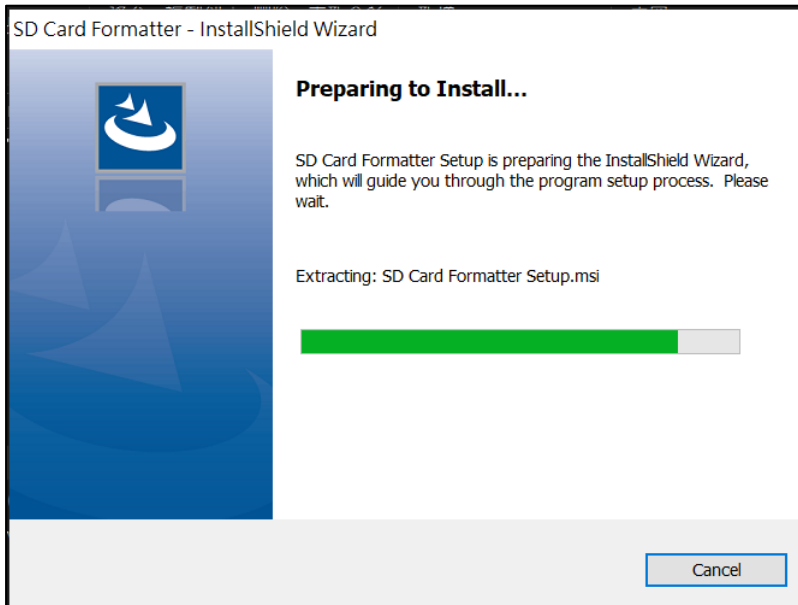 SD Card Formatter - InstallShield Wizard
Preparing to Install...
SD Card Formatter Setup is preparing the InstallShield Wizard,
which will guide you through the program setup process. Please
wait.
Extracting: SD Card Formatter Setup.msi
Cancel